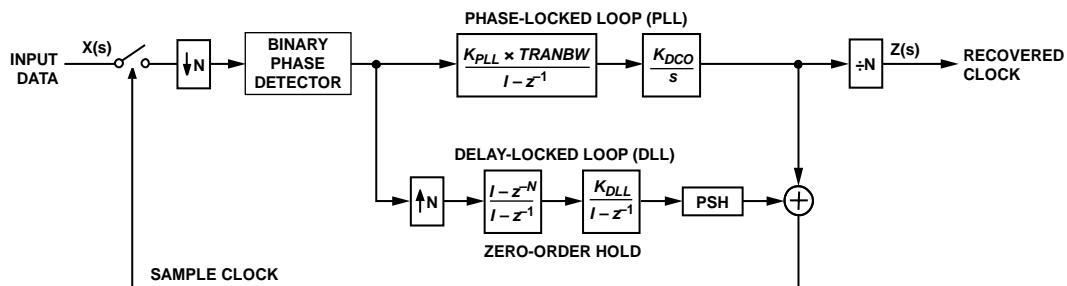 PHASE-LOCKED LOOP (PLL)
INPUT
DATA
X(s)
↓N
BINARY
PHASE
DETECTOR
K_PLL × TRANBW
I – z⁻¹
K_DCO
s
÷N
Z(s)
RECOVERED
CLOCK
DELAY-LOCKED LOOP (DLL)
↑N
I – z⁻ᴺ
I – z⁻¹
K_DLL
I – z⁻¹
PSH
+
ZERO-ORDER HOLD
SAMPLE CLOCK